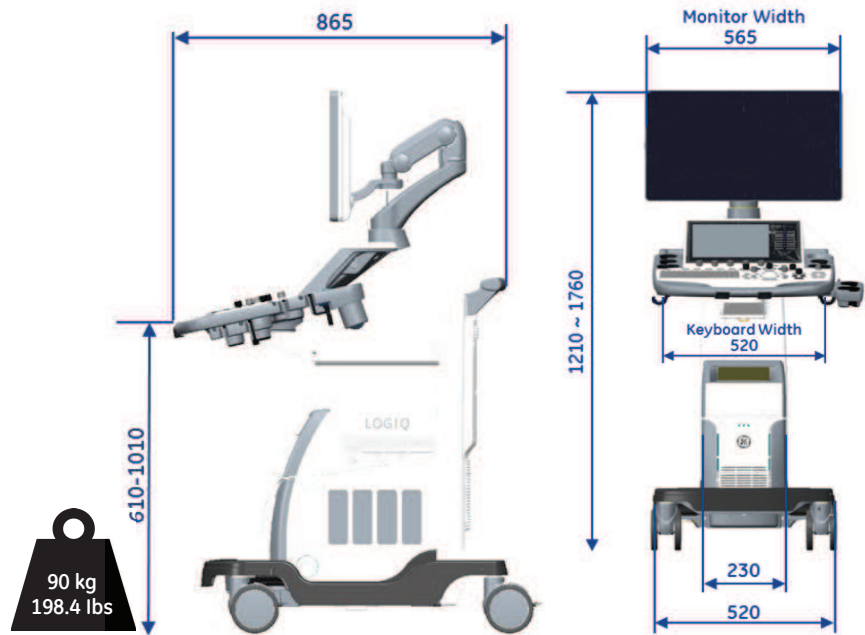 865
Monitor Width
565
1210 ~ 1760
Keyboard Width
520
610-1010
LOGIQ
90 kg
198.4 lbs
230
520